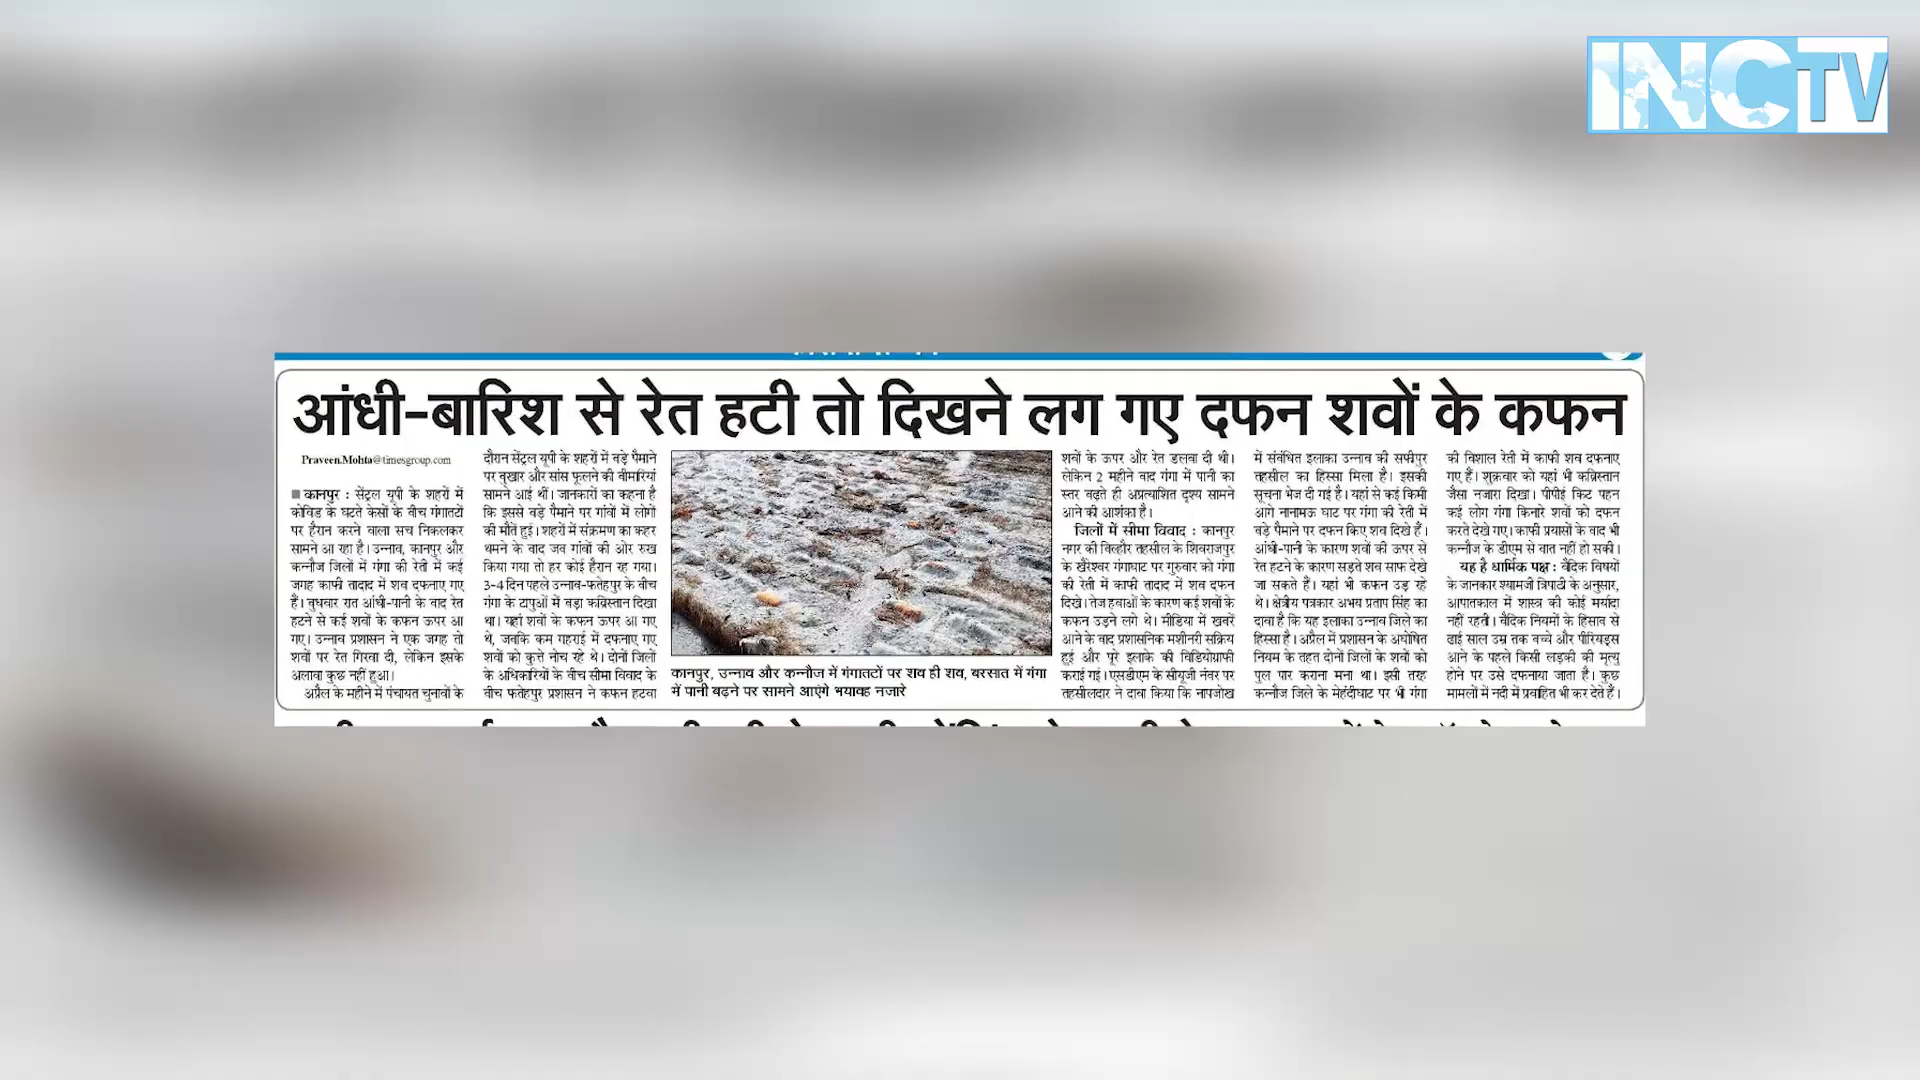 INCTV
आंधी-बारिश से रेत हटी तो दिखने लग गए दफन शवों के कफन
Praveen.Mohta@timesgroup.com
■ कानपुर : सेंट्रल यूपी के शहरों में
कोविड के घटते केसों के बीच गंगातटों
पर हैरान करने वाला सच निकलकर
सामने आ रहा है। उन्नाव, कानपुर और
कन्नौज जिलों में गंगा की रेती में कई
जगह काफी तादाद में शव दफनाए गए
हैं। बुधवार रात आंधी-पानी के बाद रेत
हटने से कई शवों के कफन ऊपर आ
गए। उन्नाव प्रशासन ने एक जगह तो
शवों पर रेत गिरवा दी, लेकिन इसके
अलावा कुछ नहीं हुआ।
अप्रैल के महीने में पंचायत चुनावों के
दौरान सेंट्रल यूपी के शहरों में बड़े पैमाने
पर बुखार और सांस फूलने की बीमारियां
सामने आई थीं। जानकारों का कहना है
कि इससे बड़े पैमाने पर गांवों में लोगों
की मौतें हुईं। शहरों में संक्रमण का कहर
थमने के बाद जब गांवों की ओर रुख
किया गया तो हर कोई हैरान रह गया।
3-4 दिन पहले उन्नाव-फतेहपुर के बीच
गंगा के टापुओं में बड़ा कब्रिस्तान दिखा
था। यहां शवों के कफन ऊपर आ गए
थे, जबकि कम गहराई में दफनाए गए
शवों को कुत्ते नोच रहे थे। दोनों जिलों
के अधिकारियों के बीच सीमा विवाद के
बीच फतेहपुर प्रशासन ने कफन हटवा
कानपुर, उन्नाव और कन्नौज में गंगातटों पर शव ही शव, बरसात में गंगा
में पानी बढ़ने पर सामने आएंगे भयावह नजारे
शवों के ऊपर और रेत डलवा दी थी।
लेकिन 2 महीने बाद गंगा में पानी का
स्तर बढ़ते ही अप्रत्याशित दृश्य सामने
आने की आशंका है।
जिलों में सीमा विवाद : कानपुर
नगर की बिल्हौर तहसील के शिवराजपुर
के खेरेश्वर गंगाघाट पर गुरुवार को गंगा
की रेती में काफी तादाद में शव दफन
दिखे। तेज हवाओं के कारण कई शवों के
कफन उड़ने लगे थे। मीडिया में खबरें
आने के बाद प्रशासनिक मशीनरी सक्रिय
हुई और पूरे इलाके की विडियोग्राफी
कराई गई। एसडीएम के सीयूजी नंबर पर
तहसीलदार ने दावा किया कि नापजोख
में संबंधित इलाका उन्नाव की सफीपुर
तहसील का हिस्सा मिला है। इसकी
सूचना भेज दी गई है। यहां से कई किमी
आगे नानामऊ घाट पर गंगा की रेती में
बड़े पैमाने पर दफन किए शव दिखे हैं।
आंधी-पानी के कारण शवों की ऊपर से
रेत हटने के कारण सड़ते शव साफ देखे
जा सकते हैं। यहां भी कफन उड़ रहे
थे। क्षेत्रीय पत्रकार अभय प्रताप सिंह का
दावा है कि यह इलाका उन्नाव जिले का
हिस्सा है। अप्रैल में प्रशासन के अघोषित
नियम के तहत दोनों जिलों के शवों को
पुल पार कराना मना था। इसी तरह
कन्नौज जिले के मेहंदीघाट पर भी गंगा
की विशाल रेती में काफी शव दफनाए
गए हैं। शुक्रवार को यहां भी कब्रिस्तान
जैसा नजारा दिखा। पीपीई किट पहन
कई लोग गंगा किनारे शवों को दफन
करते देखे गए। काफी प्रयासों के बाद भी
कन्नौज के डीएम से बात नहीं हो सकी।
यह है धार्मिक पक्ष : वैदिक विषयों
के जानकार श्यामजी त्रिपाठी के अनुसार,
आपातकाल में शास्त्र की कोई मर्यादा
नहीं रहती। वैदिक नियमों के हिसाब से
ढाई साल उम्र तक बच्चे और पीरियड्स
आने के पहले किसी लड़की की मृत्यु
होने पर उसे दफनाया जाता है। कुछ
मामलों में नदी में प्रवाहित भी कर देते हैं।